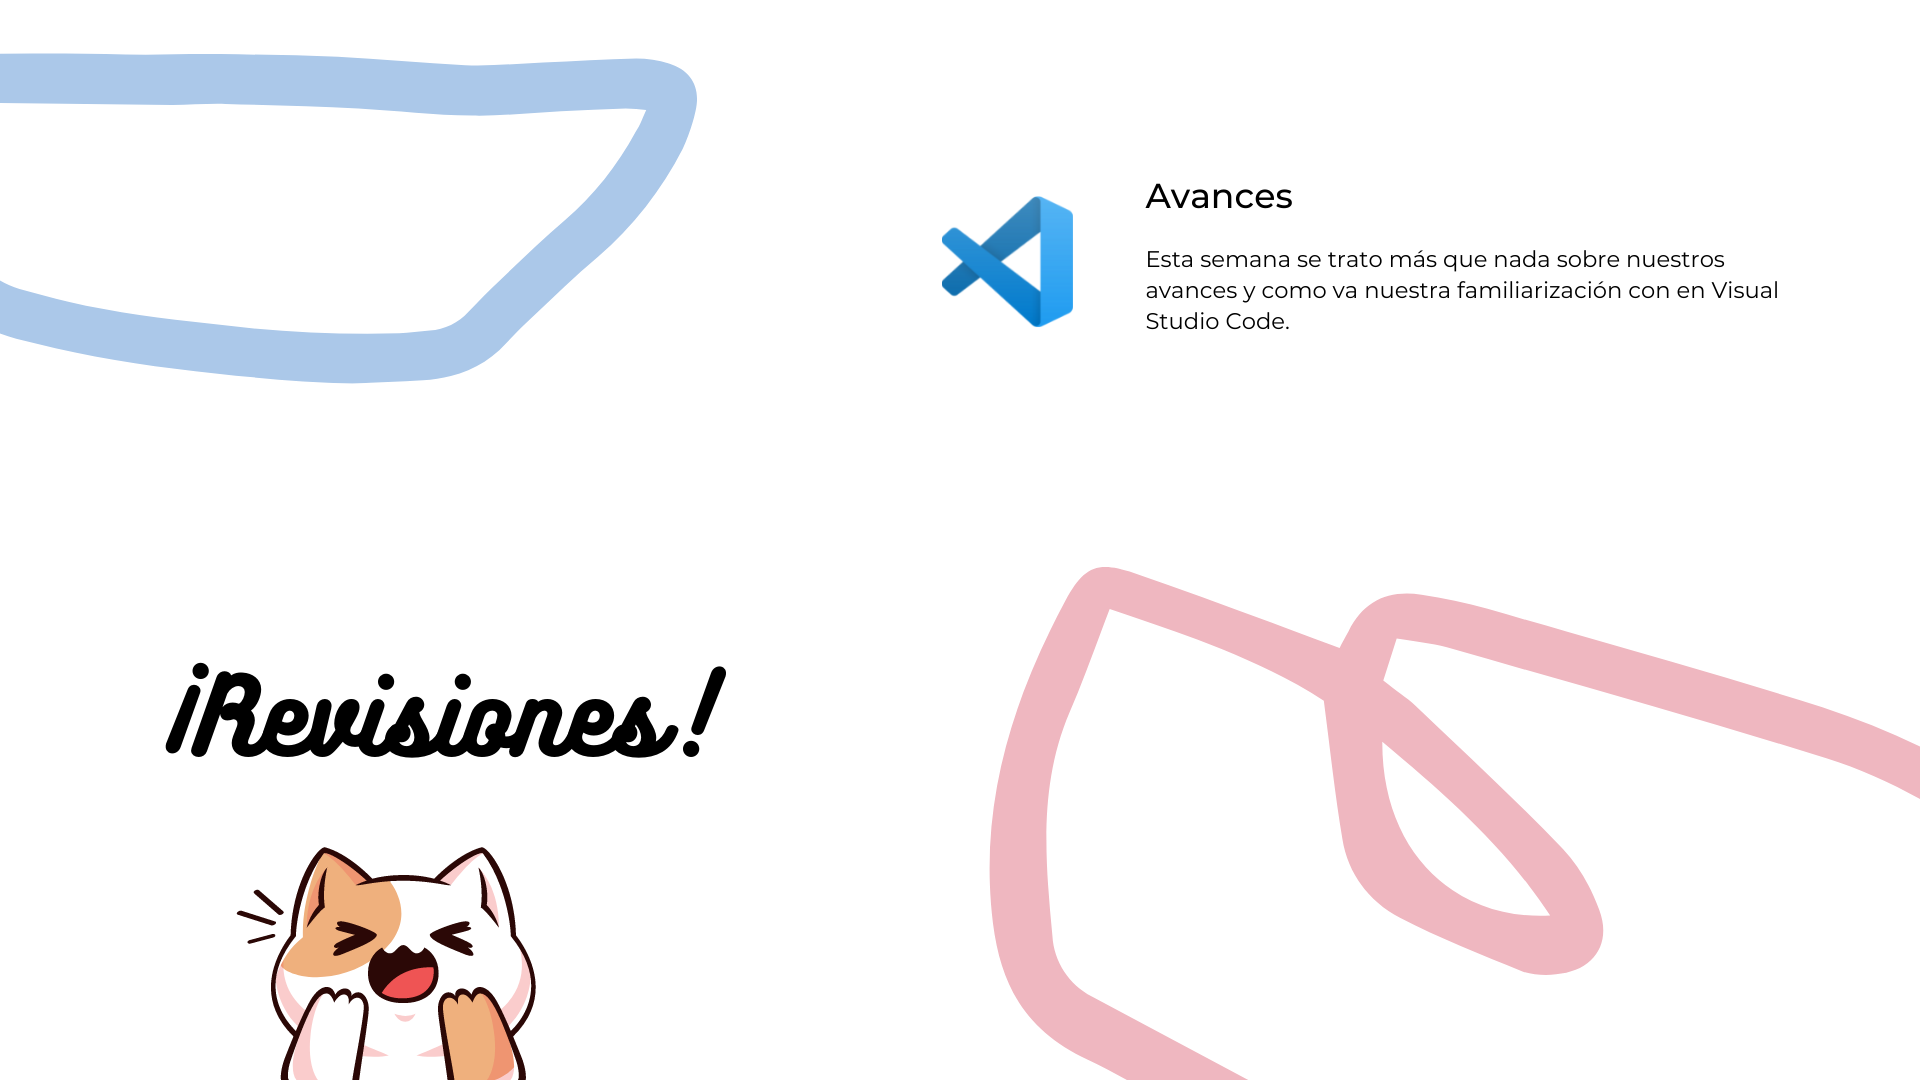 Avances
Esta semana se trato más que nada sobre nuestros
avances y como va nuestra familiarización con en Visual
Studio Code.
¡Revisiones!